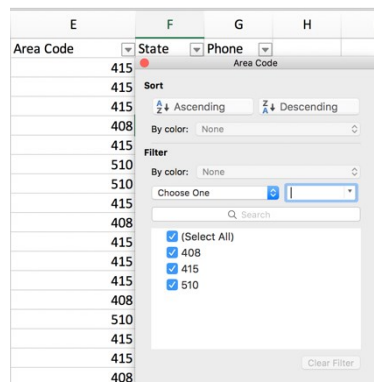 E F G H
Area Code State Phone
Area Code
415
415
415
408
415
510
510
415
408
415
415
415
408
510
415
415
408
Sort
A Z Ascending Z A Descending
By color: None
Filter
By color: None
Choose One
Search
(Select All)
408
415
510
Clear Filter